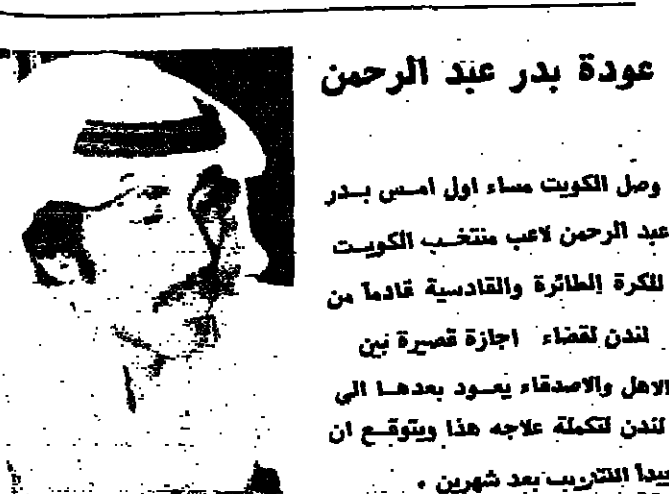 عودة بدر عبد الرحمن
وصل الكويت مساء اول امس بدر
عبد الرحمن لاعب منتخب الكويت
للكرة الطائرة والقادسية قادماً من
لندن لقضاء اجازة قصيرة نبين
الاهل والاصدقاء يعود بعدها الي
لندن لتكملة علاجه هذا ويتوقع ان
يبدأ التدريب بعد شهرين .